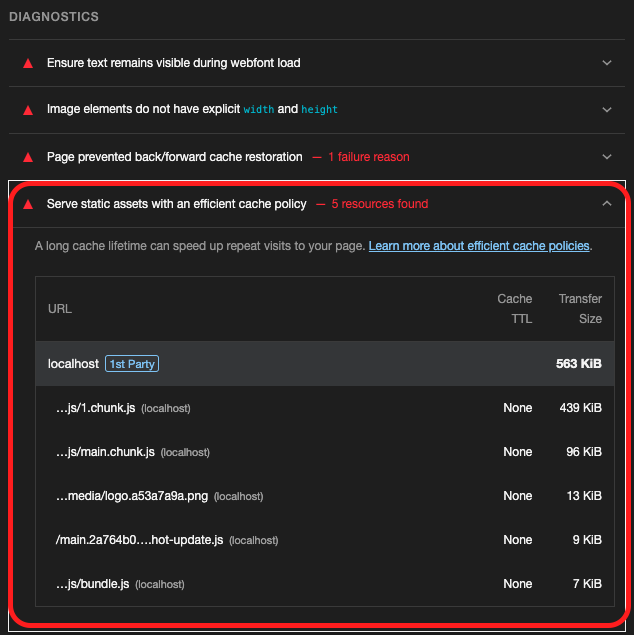 DIAGNOSTICS
Ensure text remains visible during webfont load
Image elements do not have explicit width and height
Page prevented back/forward cache restoration — 1 failure reason
Serve static assets with an efficient cache policy — 5 resources found
A long cache lifetime can speed up repeat visits to your page. Learn more about efficient cache policies.
URL Cache TTL Transfer Size
localhost 1st Party 563 KiB
…js/1.chunk.js (localhost) None 439 KiB
…js/main.chunk.js (localhost) None 96 KiB
…media/logo.a53a7a9a.png (localhost) None 13 KiB
/main.2a764b0….hot-update.js (localhost) None 9 KiB
…js/bundle.js (localhost) None 7 KiB